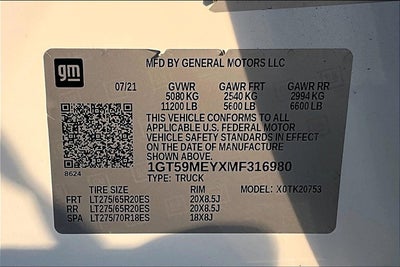 gm
MFD BY GENERAL MOTORS LLC
07/21 GVWR GAWR FRT GAWR RR
5080 KG 2540 KG 2994 KG
11200 LB 5600 LB 6600 LB
THIS VEHICLE CONFORMS TO ALL
APPLICABLE U.S. FEDERAL MOTOR
VEHICLE SAFETY STANDARDS IN EFFECT ON
THE DATE OF MANUFACTURE
SHOWN ABOVE.
8624
1GT59MEYXMF316980
TYPE: TRUCK
TIRE SIZE RIM MODEL: X0TK20753
FRT LT275/65R20ES 20X8.5J
RR LT275/65R20ES 20X8.5J
SPA LT275/70R18ES 18X8J